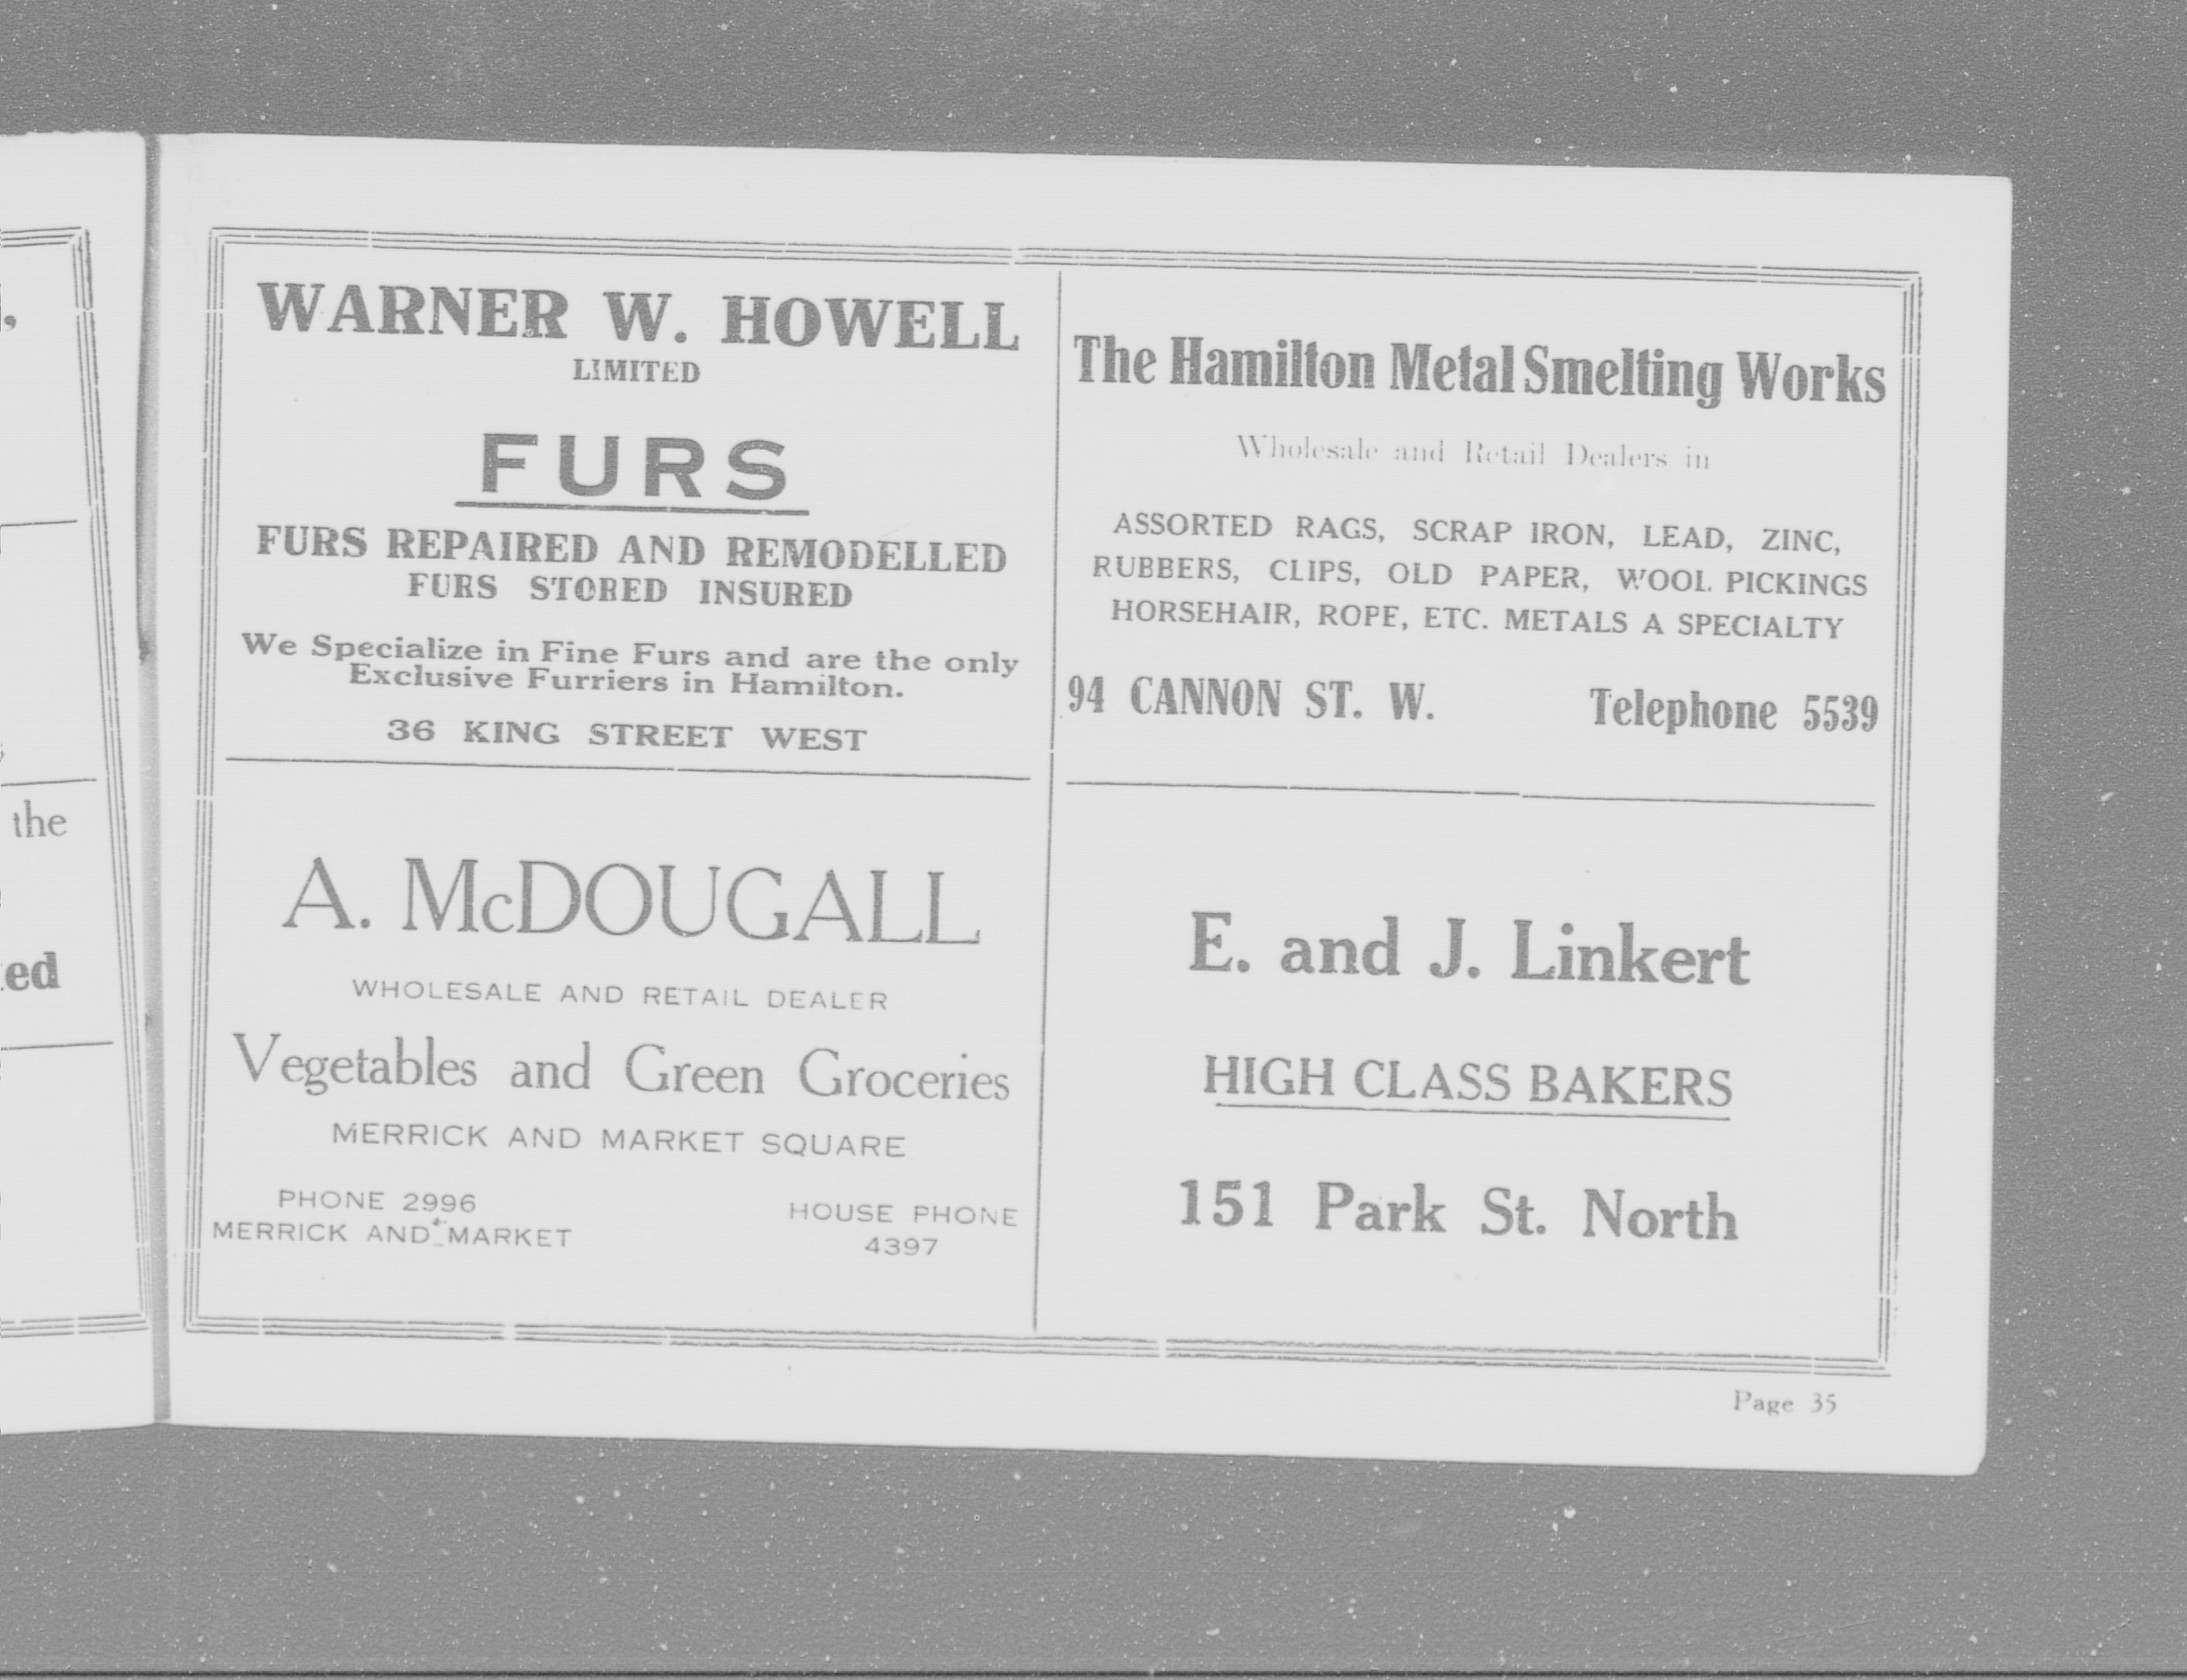 WARNER W. HOWELL
LIMITED
FURS
FURS REPAIRED AND REMODELLED
FURS STORED INSURED
We Specialize in Fine Furs and are the only
Exclusive Furriers in Hamilton.
36 KING STREET WEST
The Hamilton Metal Smelting Works
Wholesale and Retail Dealers in
ASSORTED RAGS, SCRAP IRON, LEAD, ZINC,
RUBBERS, CLIPS, OLD PAPER, WOOL PICKINGS
HORSEHAIR, ROPE, ETC. METALS A SPECIALTY
94 CANNON ST. W. Telephone 5539
A. McDOUGALL
WHOLESALE AND RETAIL DEALER
Vegetables and Green Groceries
MERRICK AND MARKET SQUARE
PHONE 2996
MERRICK AND MARKET
HOUSE PHONE
4397
E. and J. Linkert
HIGH CLASS BAKERS
151 Park St. North
Page 35
the